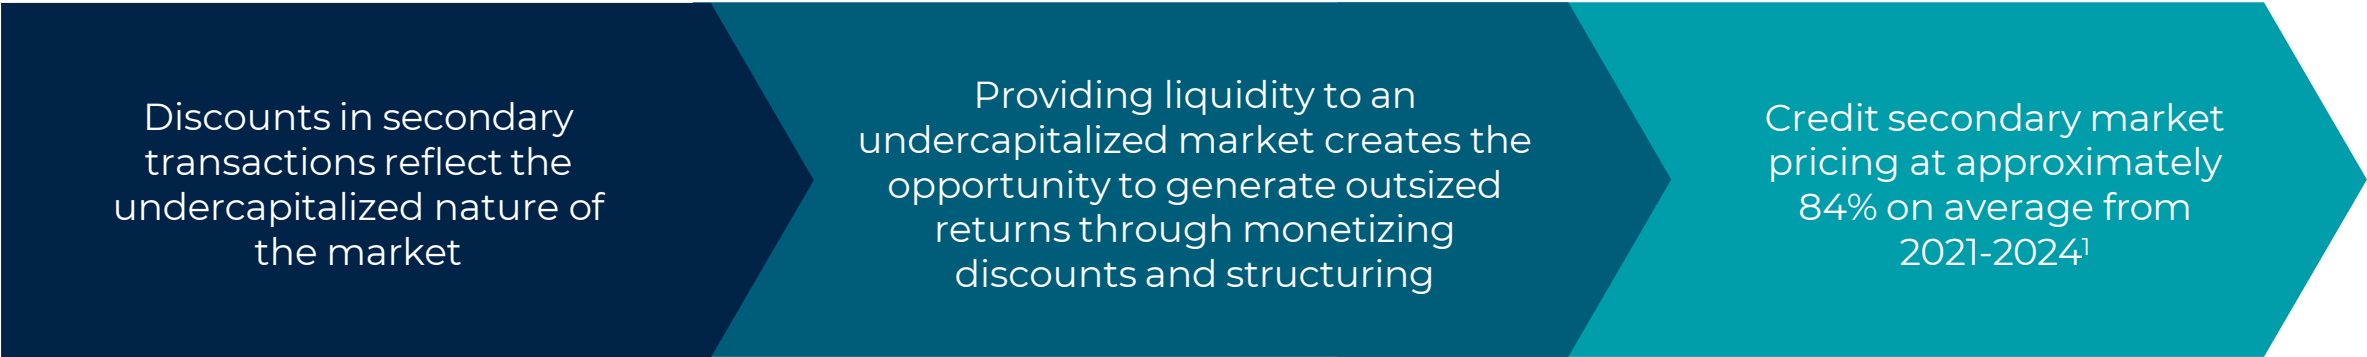 Discounts in secondary
transactions reflect the
undercapitalized nature of
the market
Providing liquidity to an
undercapitalized market creates the
opportunity to generate outsized
returns through monetizing
discounts and structuring
Credit secondary market
pricing at approximately
84% on average from
2021-2024¹